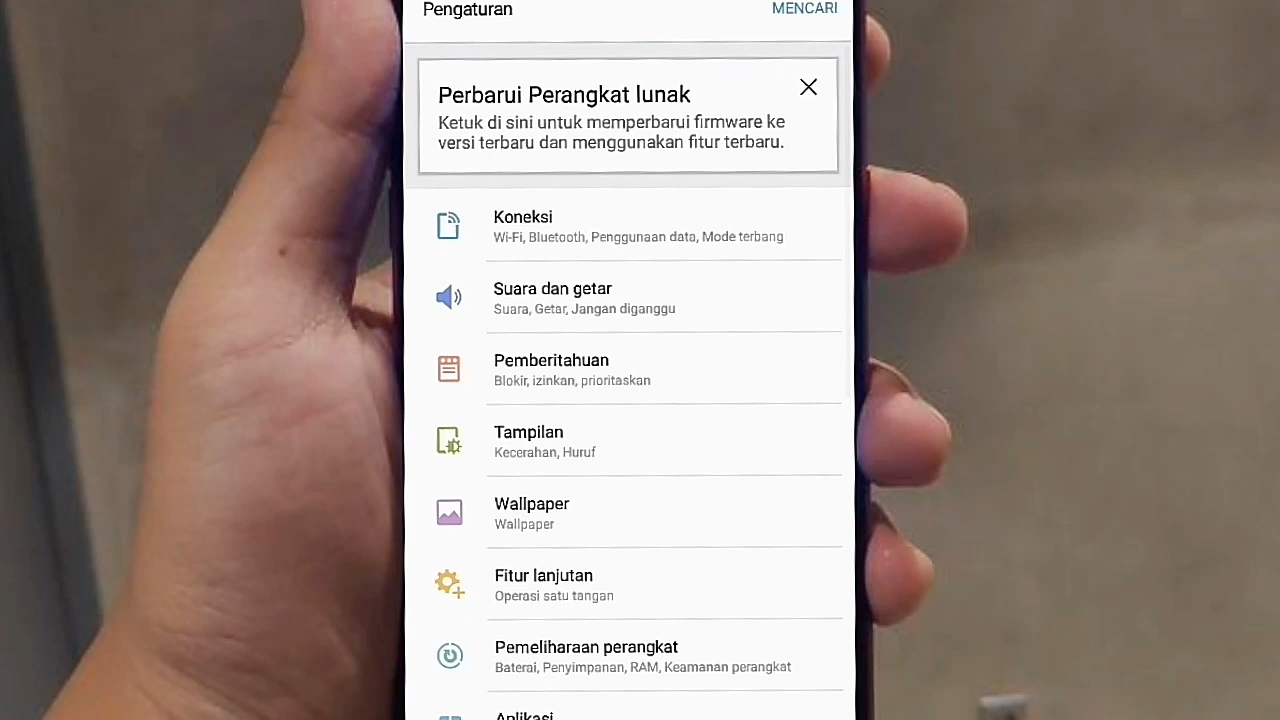 Pengaturan
MENCARI
Perbarui Perangkat lunak
Ketuk di sini untuk memperbarui firmware ke
versi terbaru dan menggunakan fitur terbaru.
Koneksi
Wi-Fi, Bluetooth, Penggunaan data, Mode terbang
Suara dan getar
Suara, Getar, Jangan diganggu
Pemberitahuan
Blokir, izinkan, prioritaskan
Tampilan
Kecerahan, Huruf
Wallpaper
Wallpaper
Fitur lanjutan
Operasi satu tangan
Pemeliharaan perangkat
Baterai, Penyimpanan, RAM, Keamanan perangkat
Aplikasi